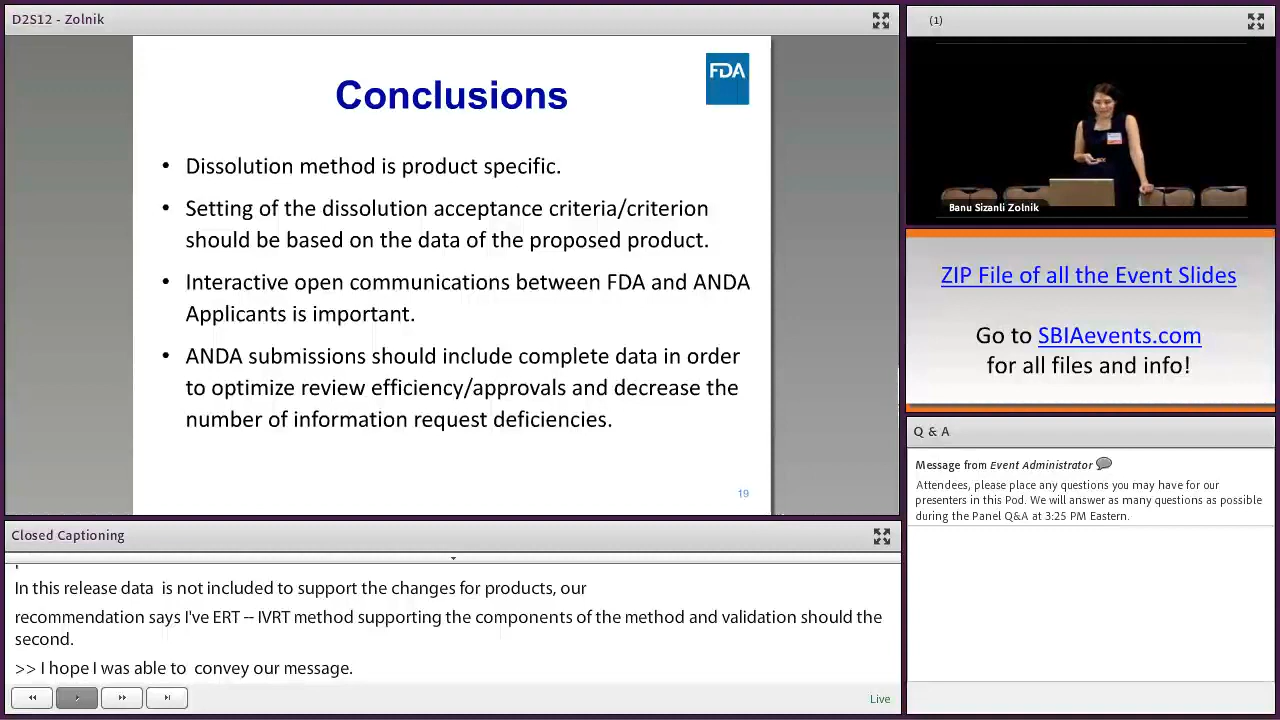 D2S12 - Zolnik
FDA
Conclusions
• Dissolution method is product specific.
• Setting of the dissolution acceptance criteria/criterion
should be based on the data of the proposed product.
• Interactive open communications between FDA and ANDA
Applicants is important.
• ANDA submissions should include complete data in order
to optimize review efficiency/approvals and decrease the
number of information request deficiencies.
19
(1)
Banu Sizanli Zolnik
ZIP File of all the Event Slides
Go to SBIAevents.com
for all files and info!
Q & A
Message from Event Administrator
Attendees, please place any questions you may have for our
presenters in this Pod. We will answer as many questions as possible
during the Panel Q&A at 3:25 PM Eastern.
Closed Captioning
In this release data is not included to support the changes for products, our
recommendation says I've ERT -- IVRT method supporting the components of the method and validation should the
second.
>> I hope I was able to convey our message.
Live